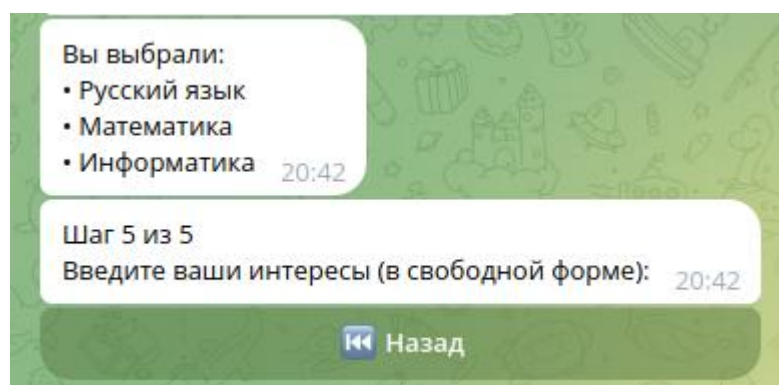 Вы выбрали:
• Русский язык
• Математика
• Информатика 20:42
Шаг 5 из 5
Введите ваши интересы (в свободной форме): 20:42
⏮ Назад